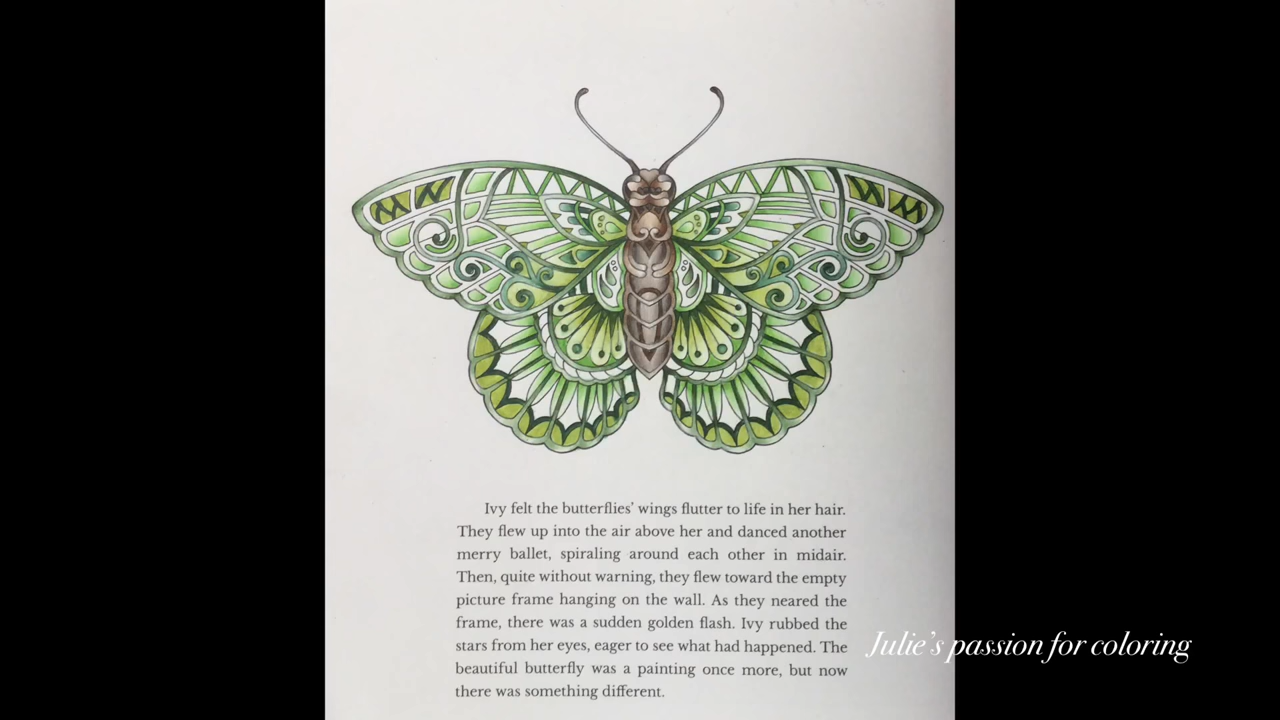 Ivy felt the butterflies’ wings flutter to life in her hair.
They flew up into the air above her and danced another
merry ballet, spiraling around each other in midair.
Then, quite without warning, they flew toward the empty
picture frame hanging on the wall. As they neared the
frame, there was a sudden golden flash. Ivy rubbed the
stars from her eyes, eager to see what had happened. The
beautiful butterfly was a painting once more, but now
there was something different.
Julie’s passion for coloring